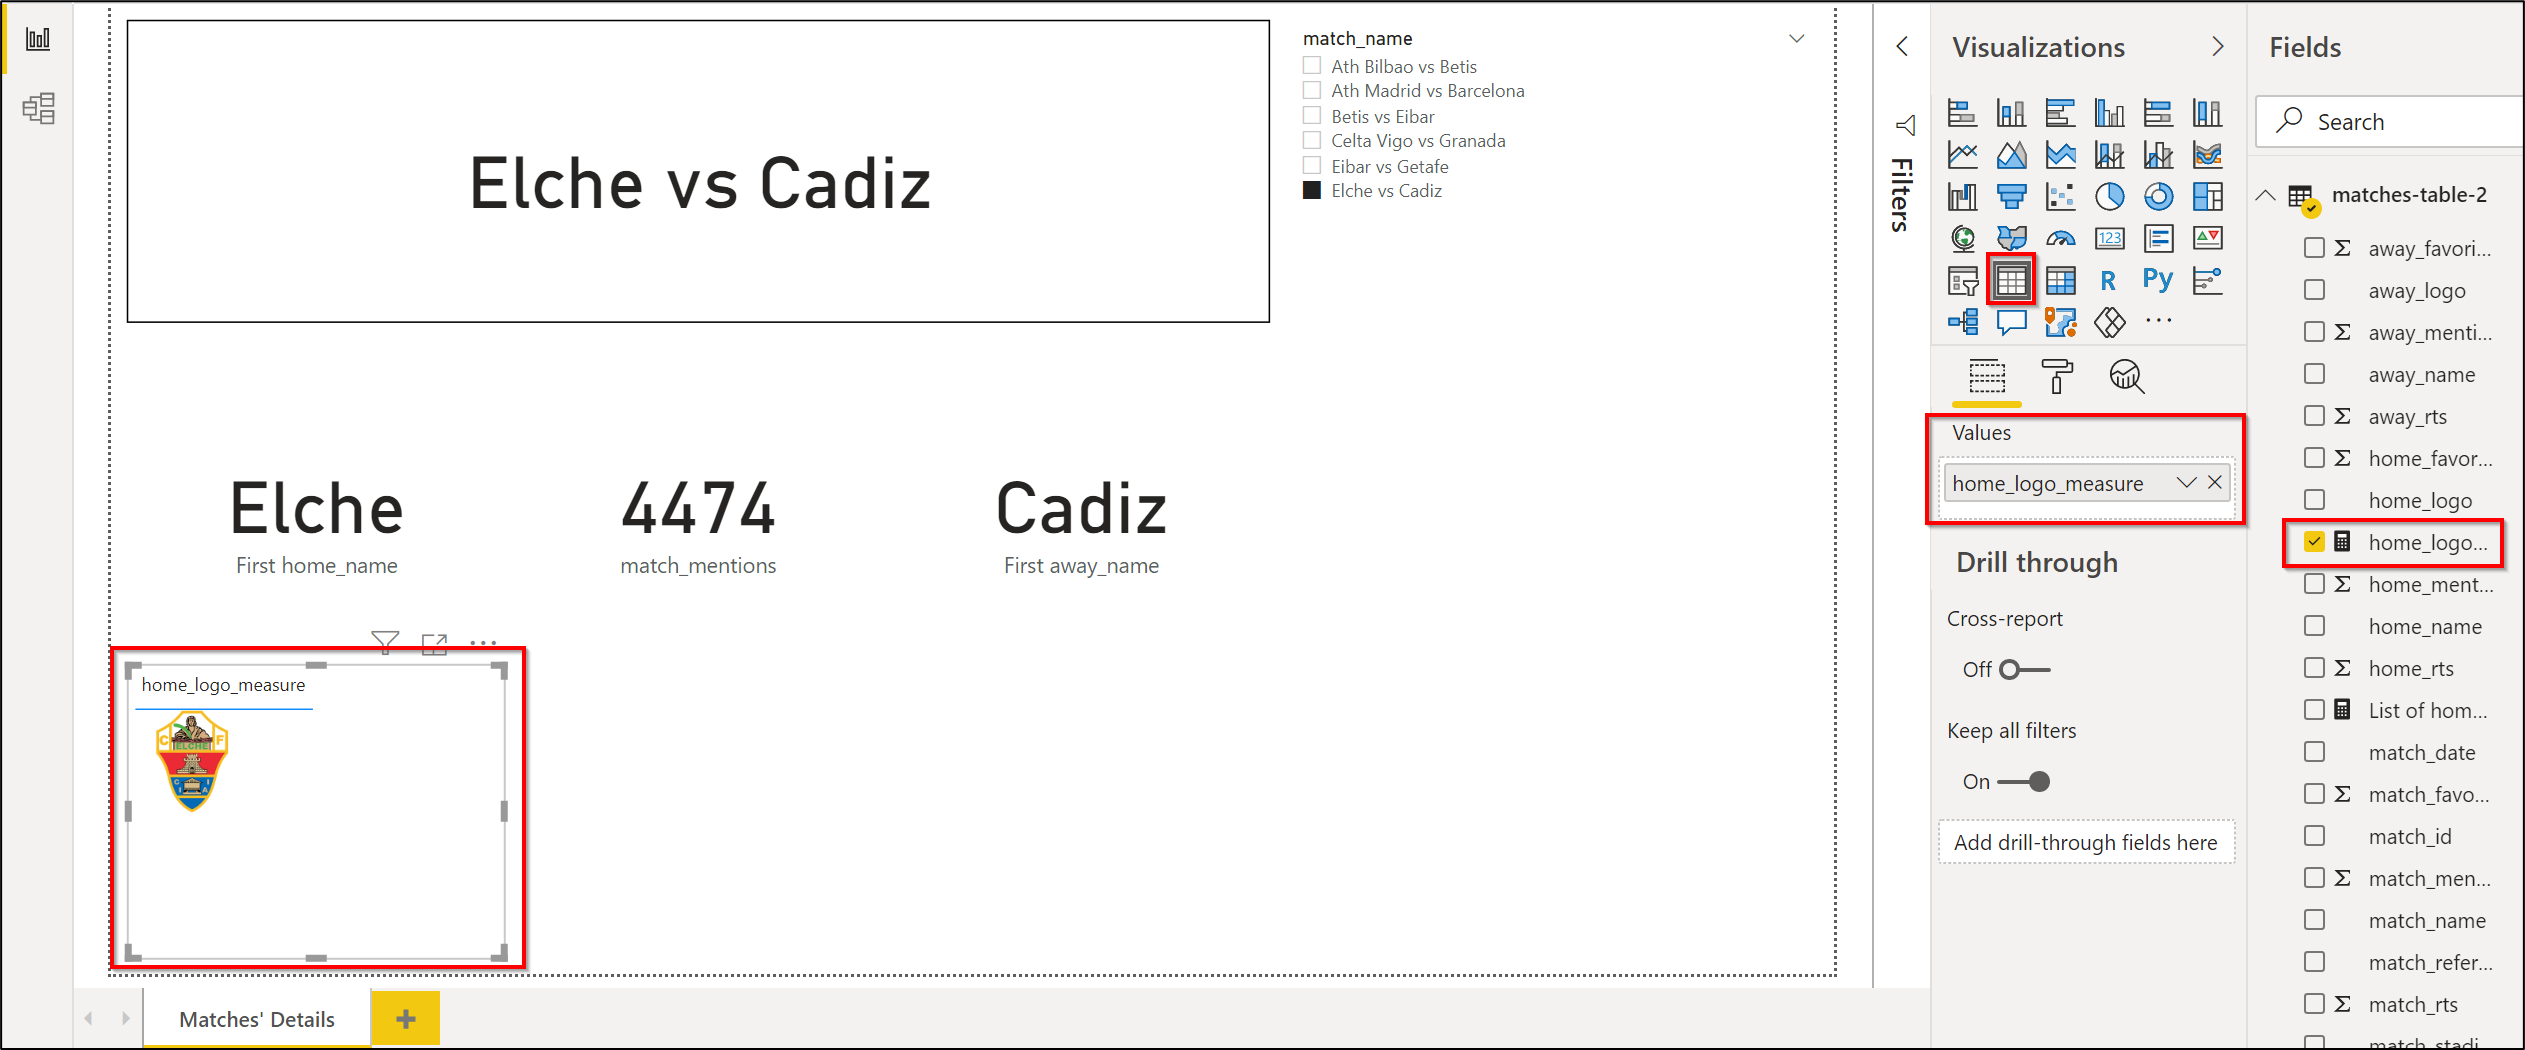 Elche vs Cadiz
match_name
Ath Bilbao vs Betis
Ath Madrid vs Barcelona
Betis vs Eibar
Celta Vigo vs Granada
Eibar vs Getafe
Elche vs Cadiz
Elche
First home_name
4474
match_mentions
Cadiz
First away_name
home_logo_measure
C F
ELCHE
Matches' Details
+
Filters
Visualizations
123
R
Py
...
Values
home_logo_measure
Drill through
Cross-report
Off
Keep all filters
On
Add drill-through fields here
Fields
Search
matches-table-2
Σ away_favori...
away_logo
Σ away_menti...
away_name
Σ away_rts
Σ home_favor...
home_logo
home_logo...
Σ home_ment...
home_name
Σ home_rts
List of hom...
match_date
Σ match_favo...
match_id
Σ match_men...
match_name
match_refer...
Σ match_rts
match_stadi